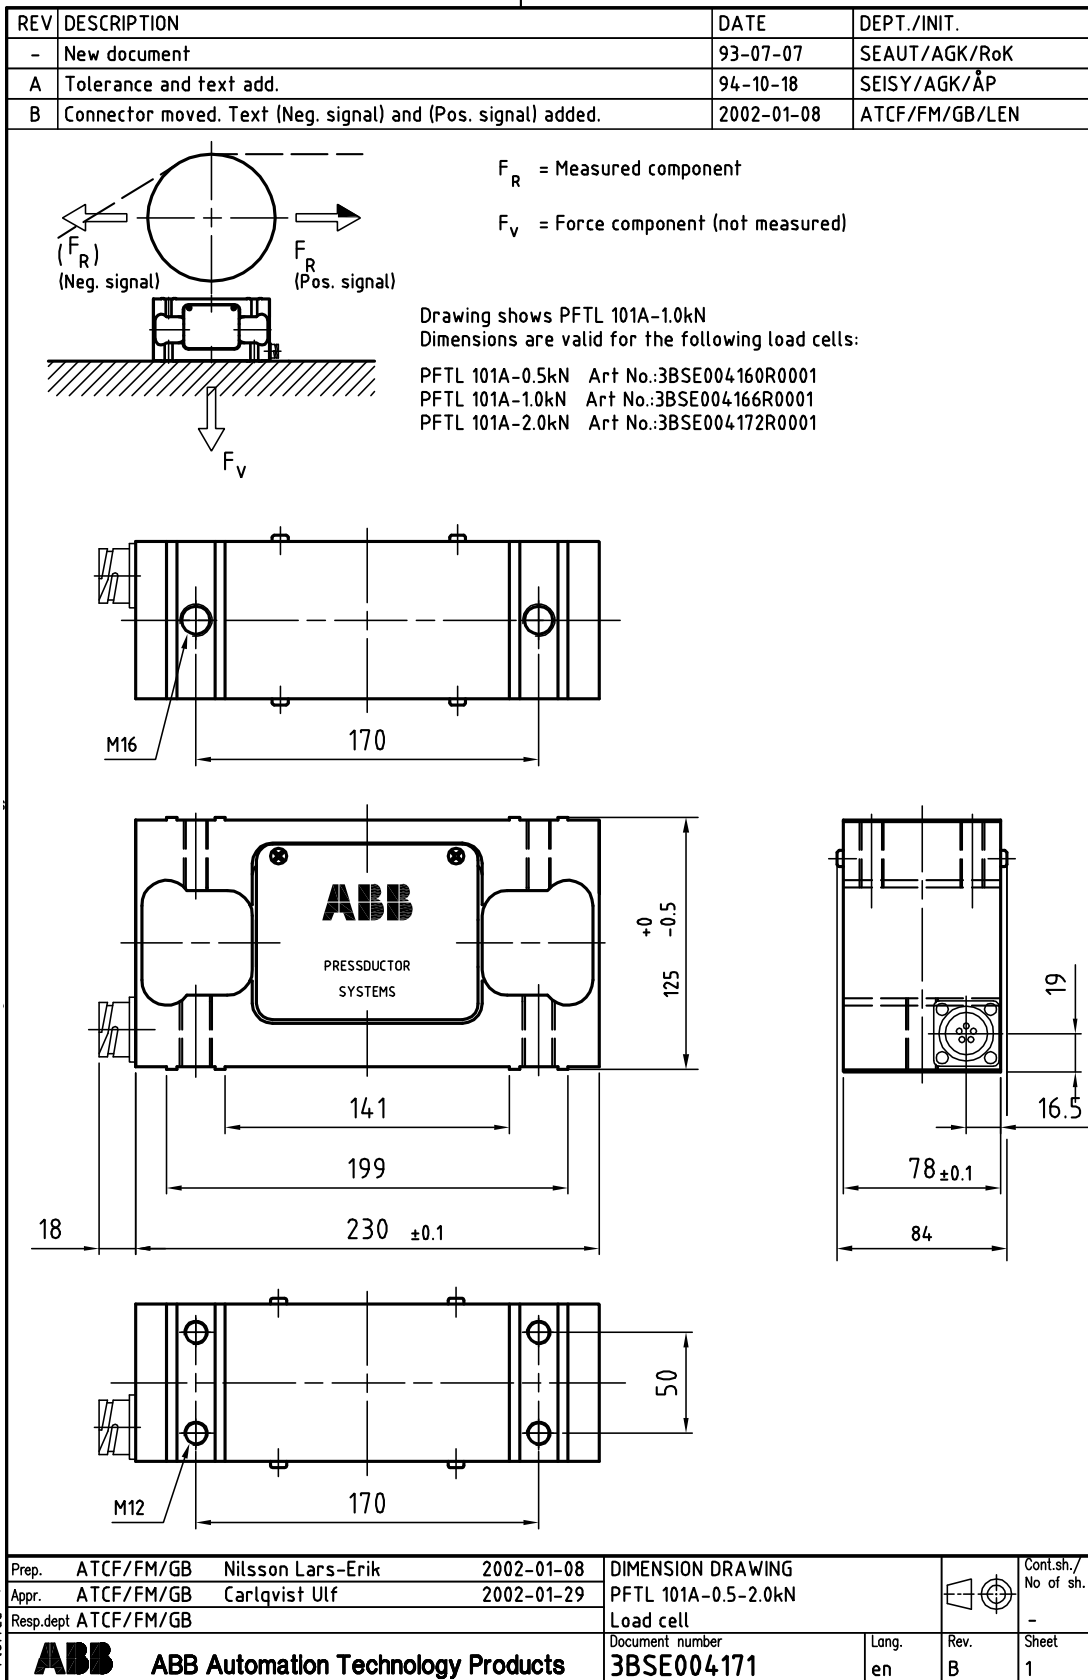 REV DESCRIPTION DATE DEPT./INIT.
- New document 93-07-07 SEAUT/AGK/RoK
A Tolerance and text add. 94-10-18 SEISY/AGK/ÅP
B Connector moved. Text (Neg. signal) and (Pos. signal) added. 2002-01-08 ATCF/FM/GB/LEN
FR = Measured component
FV = Force component (not measured)
(FR)
(Neg. signal)
FR
(Pos. signal)
Drawing shows PFTL 101A-1.0kN
Dimensions are valid for the following load cells:
PFTL 101A-0.5kN Art No.:3BSE004160R0001
PFTL 101A-1.0kN Art No.:3BSE004166R0001
PFTL 101A-2.0kN Art No.:3BSE004172R0001
FV
M16
170
ABB
PRESSDUCTOR
SYSTEMS
125 +0 -0.5
19
141
16.5
199
78 ±0.1
18
230 ±0.1
84
50
M12
170
Prep. ATCF/FM/GB Nilsson Lars-Erik 2002-01-08
Appr. ATCF/FM/GB Carlqvist Ulf 2002-01-29
Resp.dept ATCF/FM/GB
DIMENSION DRAWING
PFTL 101A-0.5-2.0kN
Load cell
Cont.sh./
No of sh.
-
ABB ABB Automation Technology Products
Document number
3BSE004171
Lang.
en
Rev.
B
Sheet
1